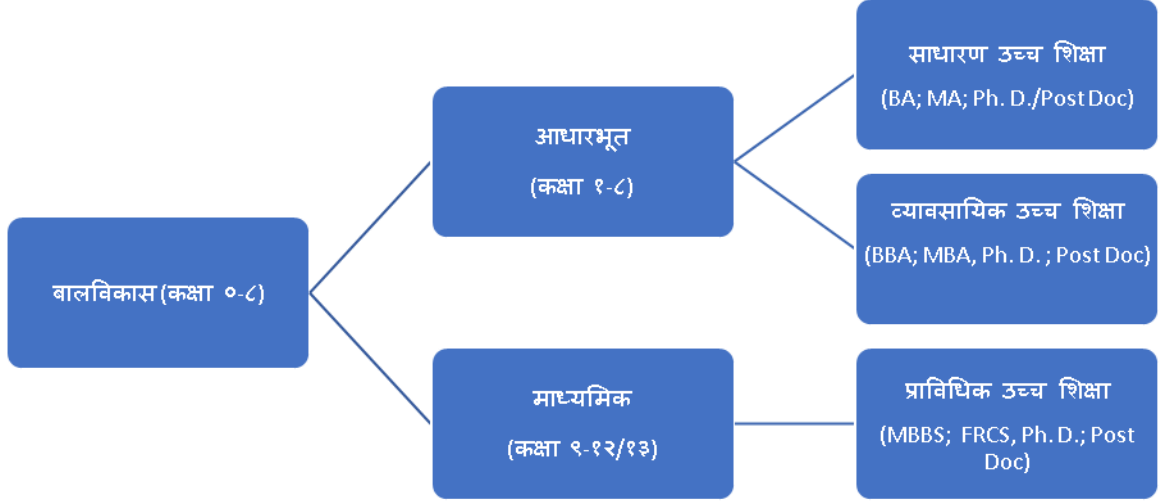 बालविकास (कक्षा ०-८)
आधारभूत
(कक्षा १-८)
माध्यमिक
(कक्षा ९-१२/१३)
साधारण उच्च शिक्षा
(BA; MA; Ph. D./Post Doc)
व्यावसायिक उच्च शिक्षा
(BBA; MBA, Ph. D. ; Post Doc)
प्राविधिक उच्च शिक्षा
(MBBS; FRCS, Ph. D.; Post
Doc)